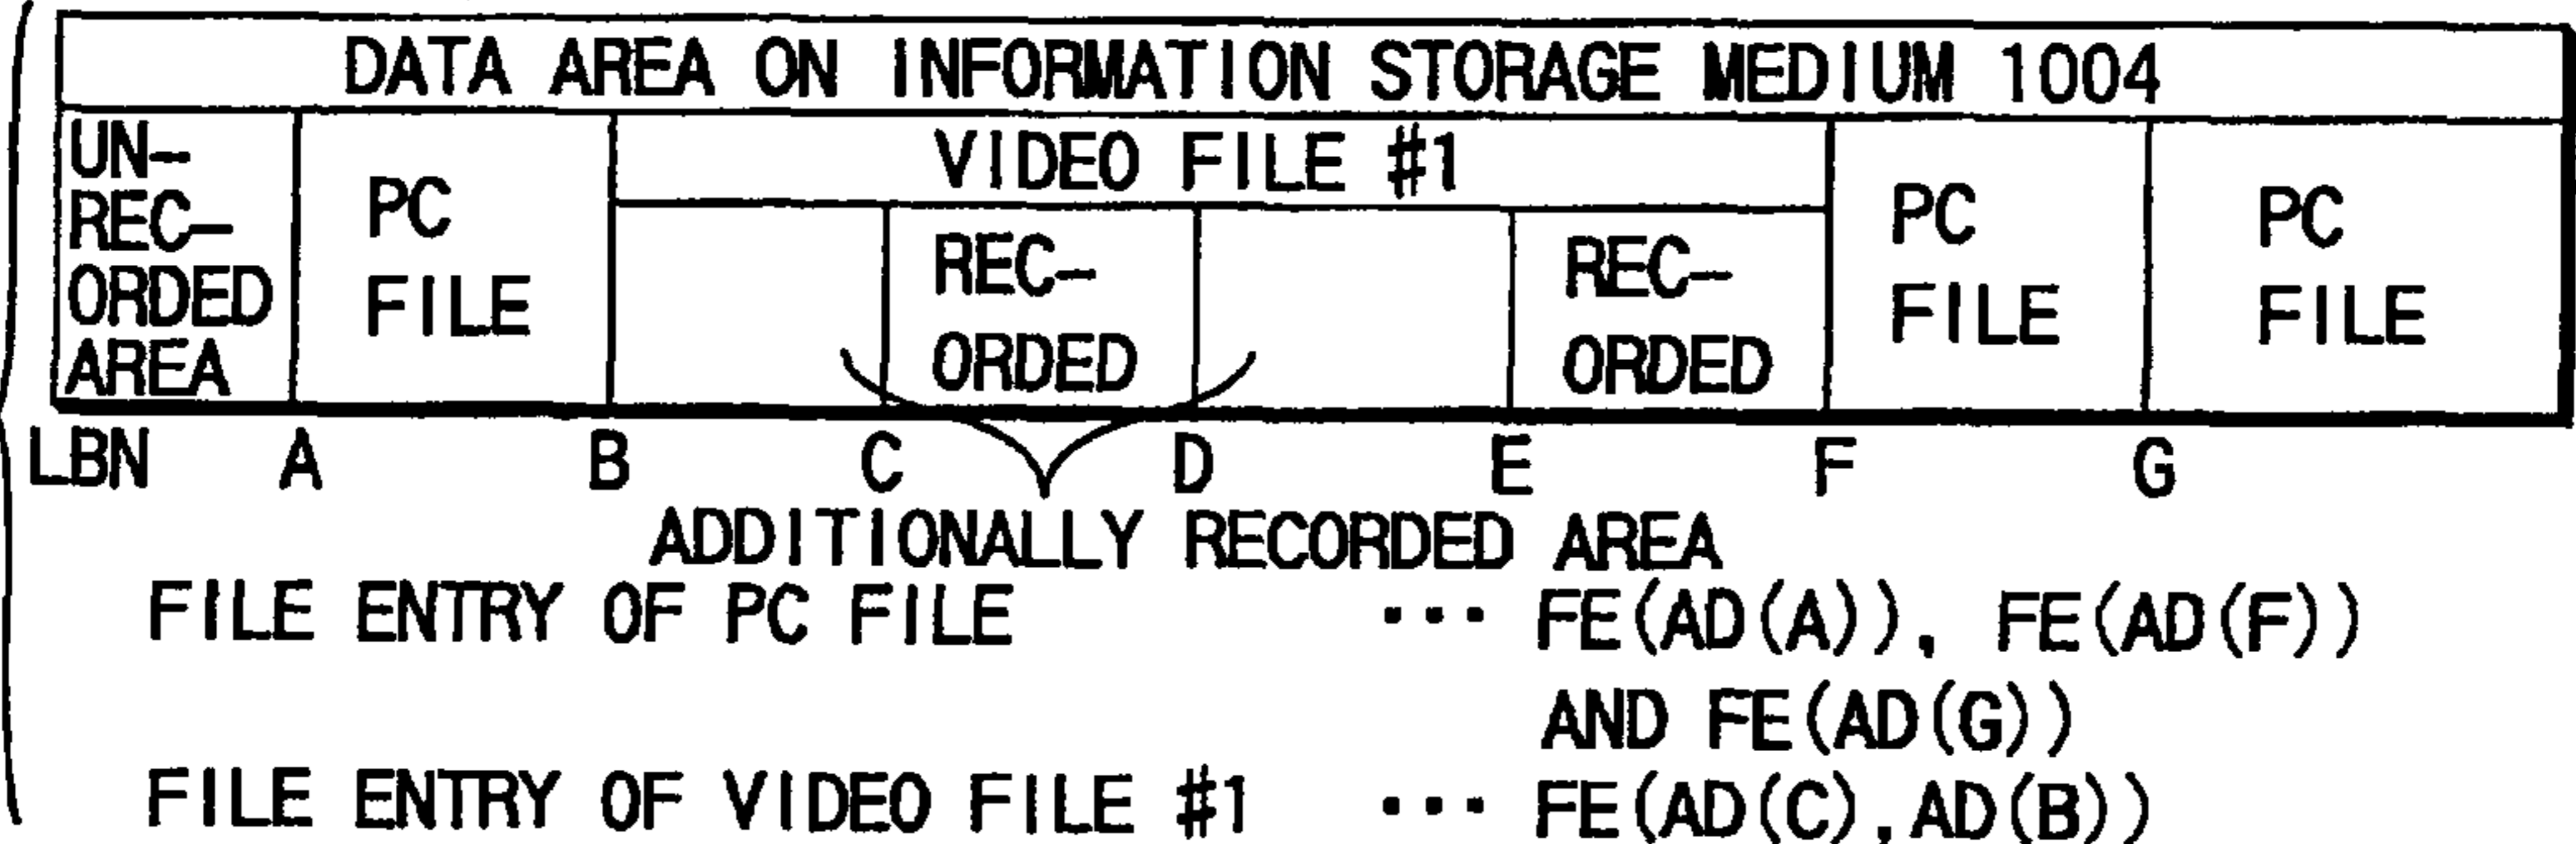 DATA AREA ON INFORMATION STORAGE MEDIUM 1004
UN-
REC-
ORDED
AREA
PC
FILE
VIDEO FILE #1
REC-
ORDED
REC-
ORDED
PC
FILE
PC
FILE
LBN A B C D E F G
ADDITIONALLY RECORDED AREA
FILE ENTRY OF PC FILE ··· FE(AD(A)), FE(AD(F))
AND FE(AD(G))
FILE ENTRY OF VIDEO FILE #1 ··· FE(AD(C),AD(B))